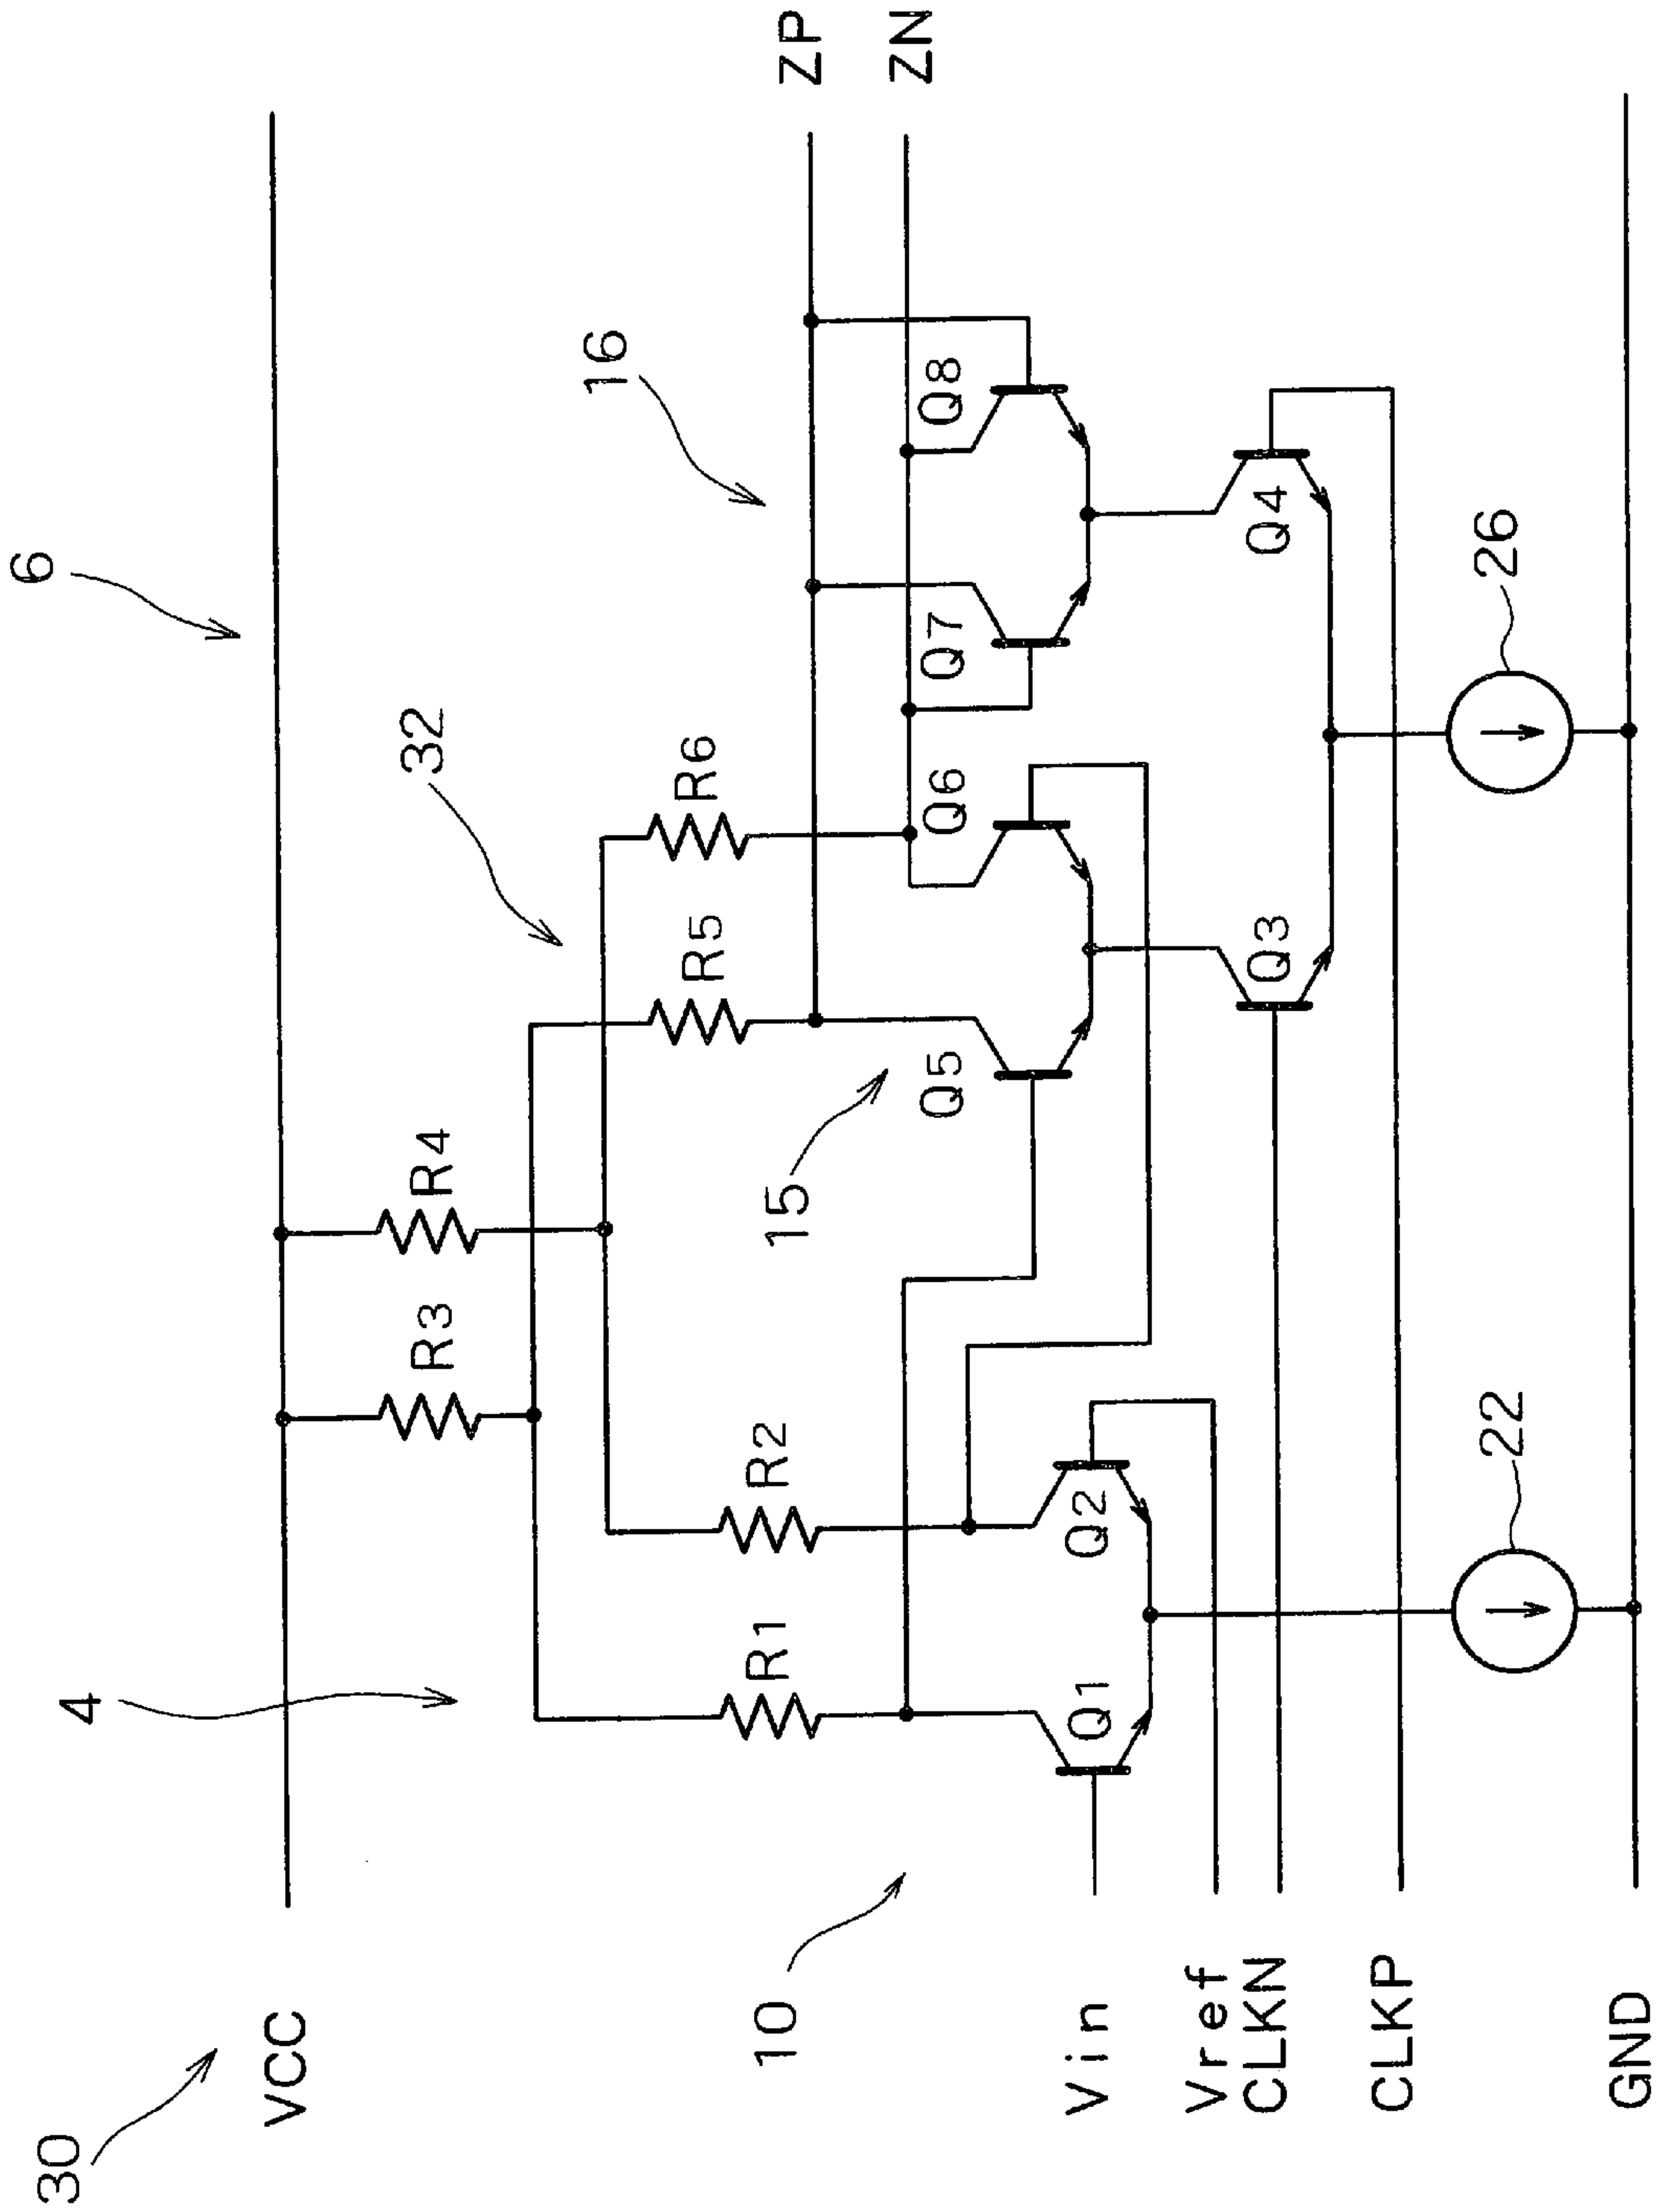 30
6
VCC
4
R3
R4
32
R1
R2
R5
R6
16
ZP
ZN
10
15
Q5
Q6
Q7
Q8
Vin
Q1
Q2
Vref
CLKN
Q3
Q4
CLKP
22
26
GND